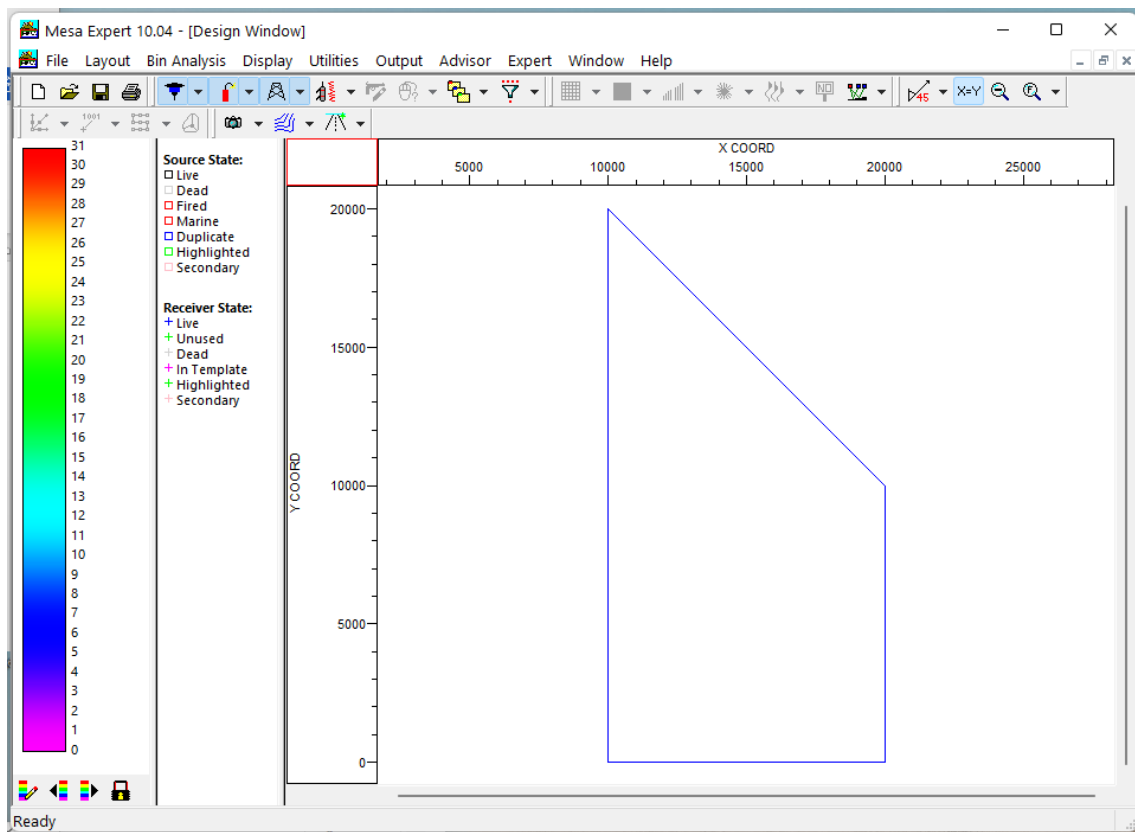 Mesa Expert 10.04 - [Design Window]
File Layout Bin Analysis Display Utilities Output Advisor Expert Window Help
45
X=Y
1001
ND
31
30
29
28
27
26
25
24
23
22
21
20
19
18
17
16
15
14
13
12
11
10
9
8
7
6
5
4
3
2
1
0
Source State:
Live
Dead
Fired
Marine
Duplicate
Highlighted
Secondary
Receiver State:
Live
Unused
Dead
In Template
Highlighted
Secondary
X COORD
5000 10000 15000 20000 25000
Y COORD
20000
15000
10000
5000
0
Ready